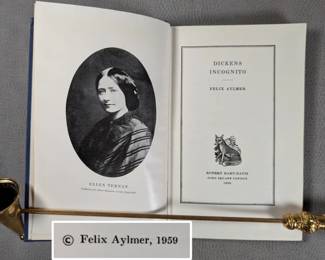 ELLEN TERNAN
DICKENS
INCOGNITO
FELIX AYLMER
RUPERT HART-DAVIS
SOHO SQUARE LONDON
1959
© Felix Aylmer, 1959